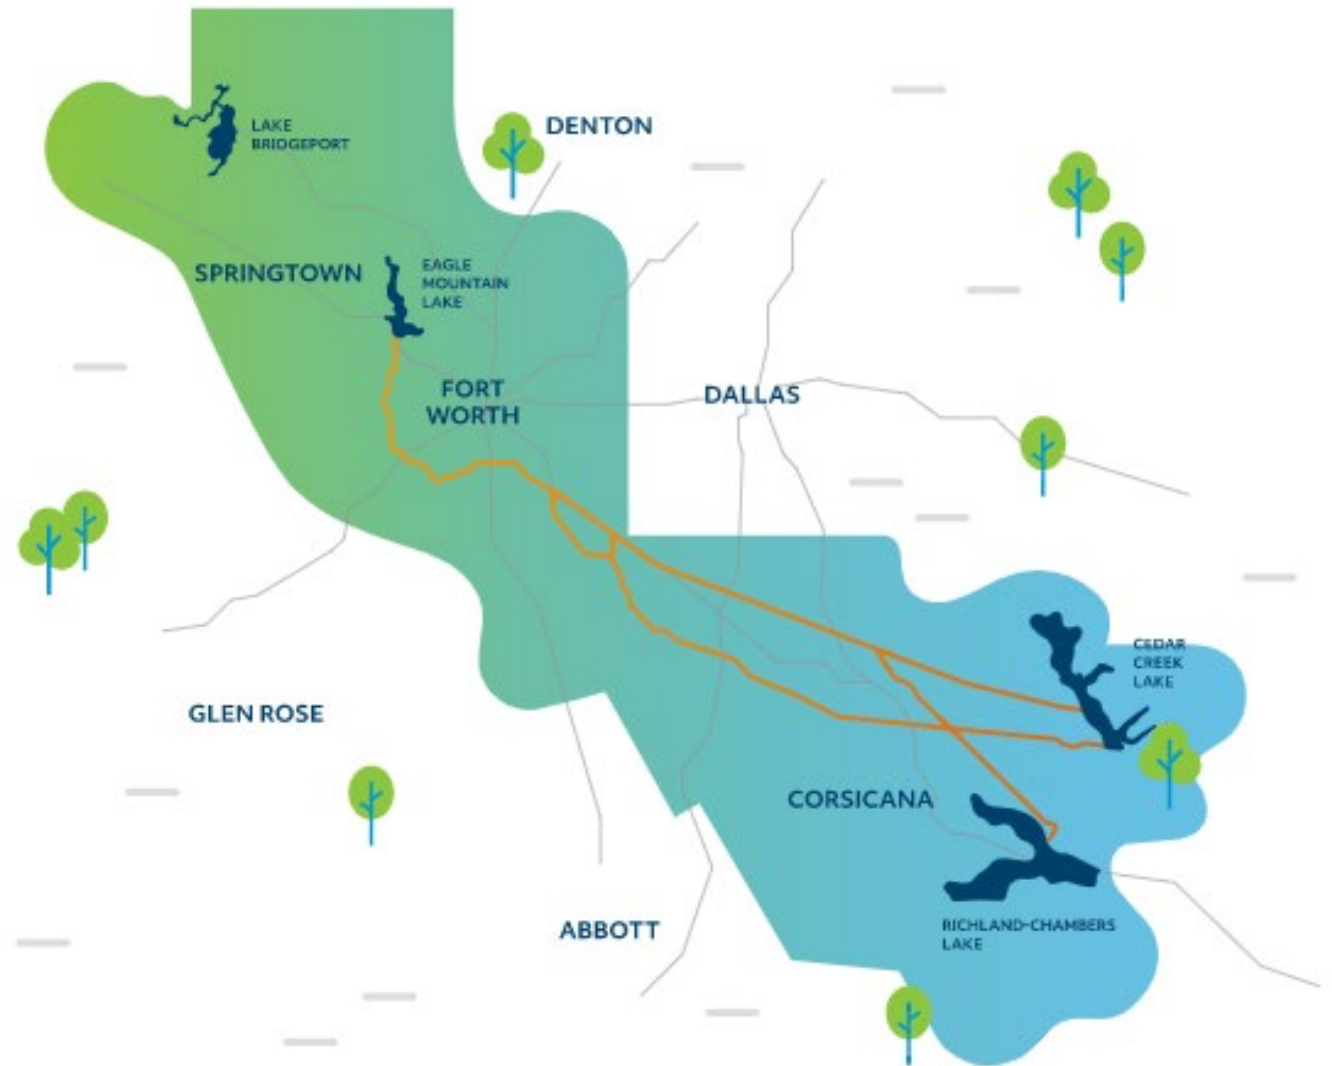 LAKE
BRIDGEPORT
DENTON
SPRINGTOWN
EAGLE
MOUNTAIN
LAKE
FORT
WORTH
DALLAS
CEDAR
CREEK
LAKE
GLEN ROSE
CORSICANA
ABBOTT
RICHLAND-CHAMBERS
LAKE